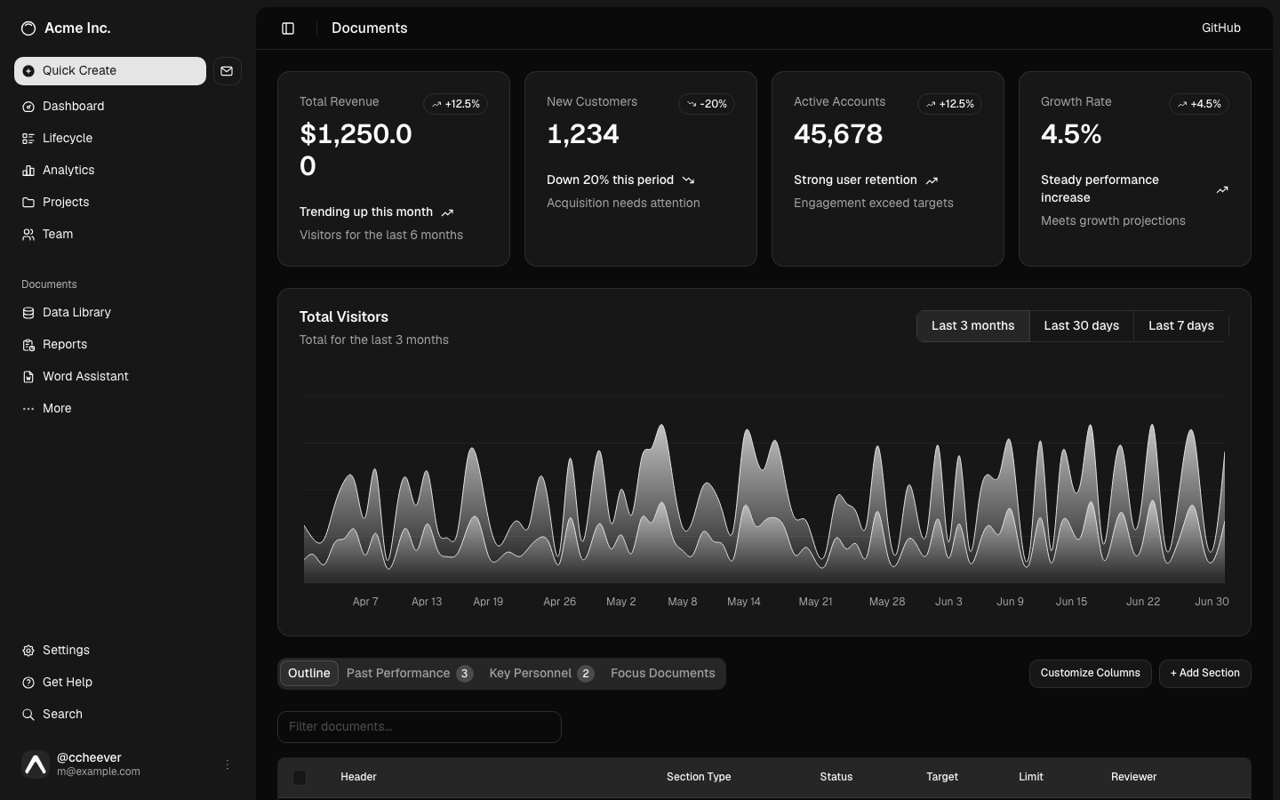 Acme Inc.
Quick Create
Dashboard
Lifecycle
Analytics
Projects
Team
Documents
Data Library
Reports
Word Assistant
More
Settings
Get Help
Search
@ccheever
m@example.com
Documents
GitHub
Total Revenue
+12.5%
$1,250.0
0
Trending up this month
Visitors for the last 6 months
New Customers
-20%
1,234
Down 20% this period
Acquisition needs attention
Active Accounts
+12.5%
45,678
Strong user retention
Engagement exceed targets
Growth Rate
+4.5%
4.5%
Steady performance
increase
Meets growth projections
Total Visitors
Total for the last 3 months
Last 3 months
Last 30 days
Last 7 days
Apr 7
Apr 13
Apr 19
Apr 26
May 2
May 8
May 14
May 21
May 28
Jun 3
Jun 9
Jun 15
Jun 22
Jun 30
Outline
Past Performance 3
Key Personnel 2
Focus Documents
Customize Columns
+ Add Section
Filter documents...
Header
Section Type
Status
Target
Limit
Reviewer